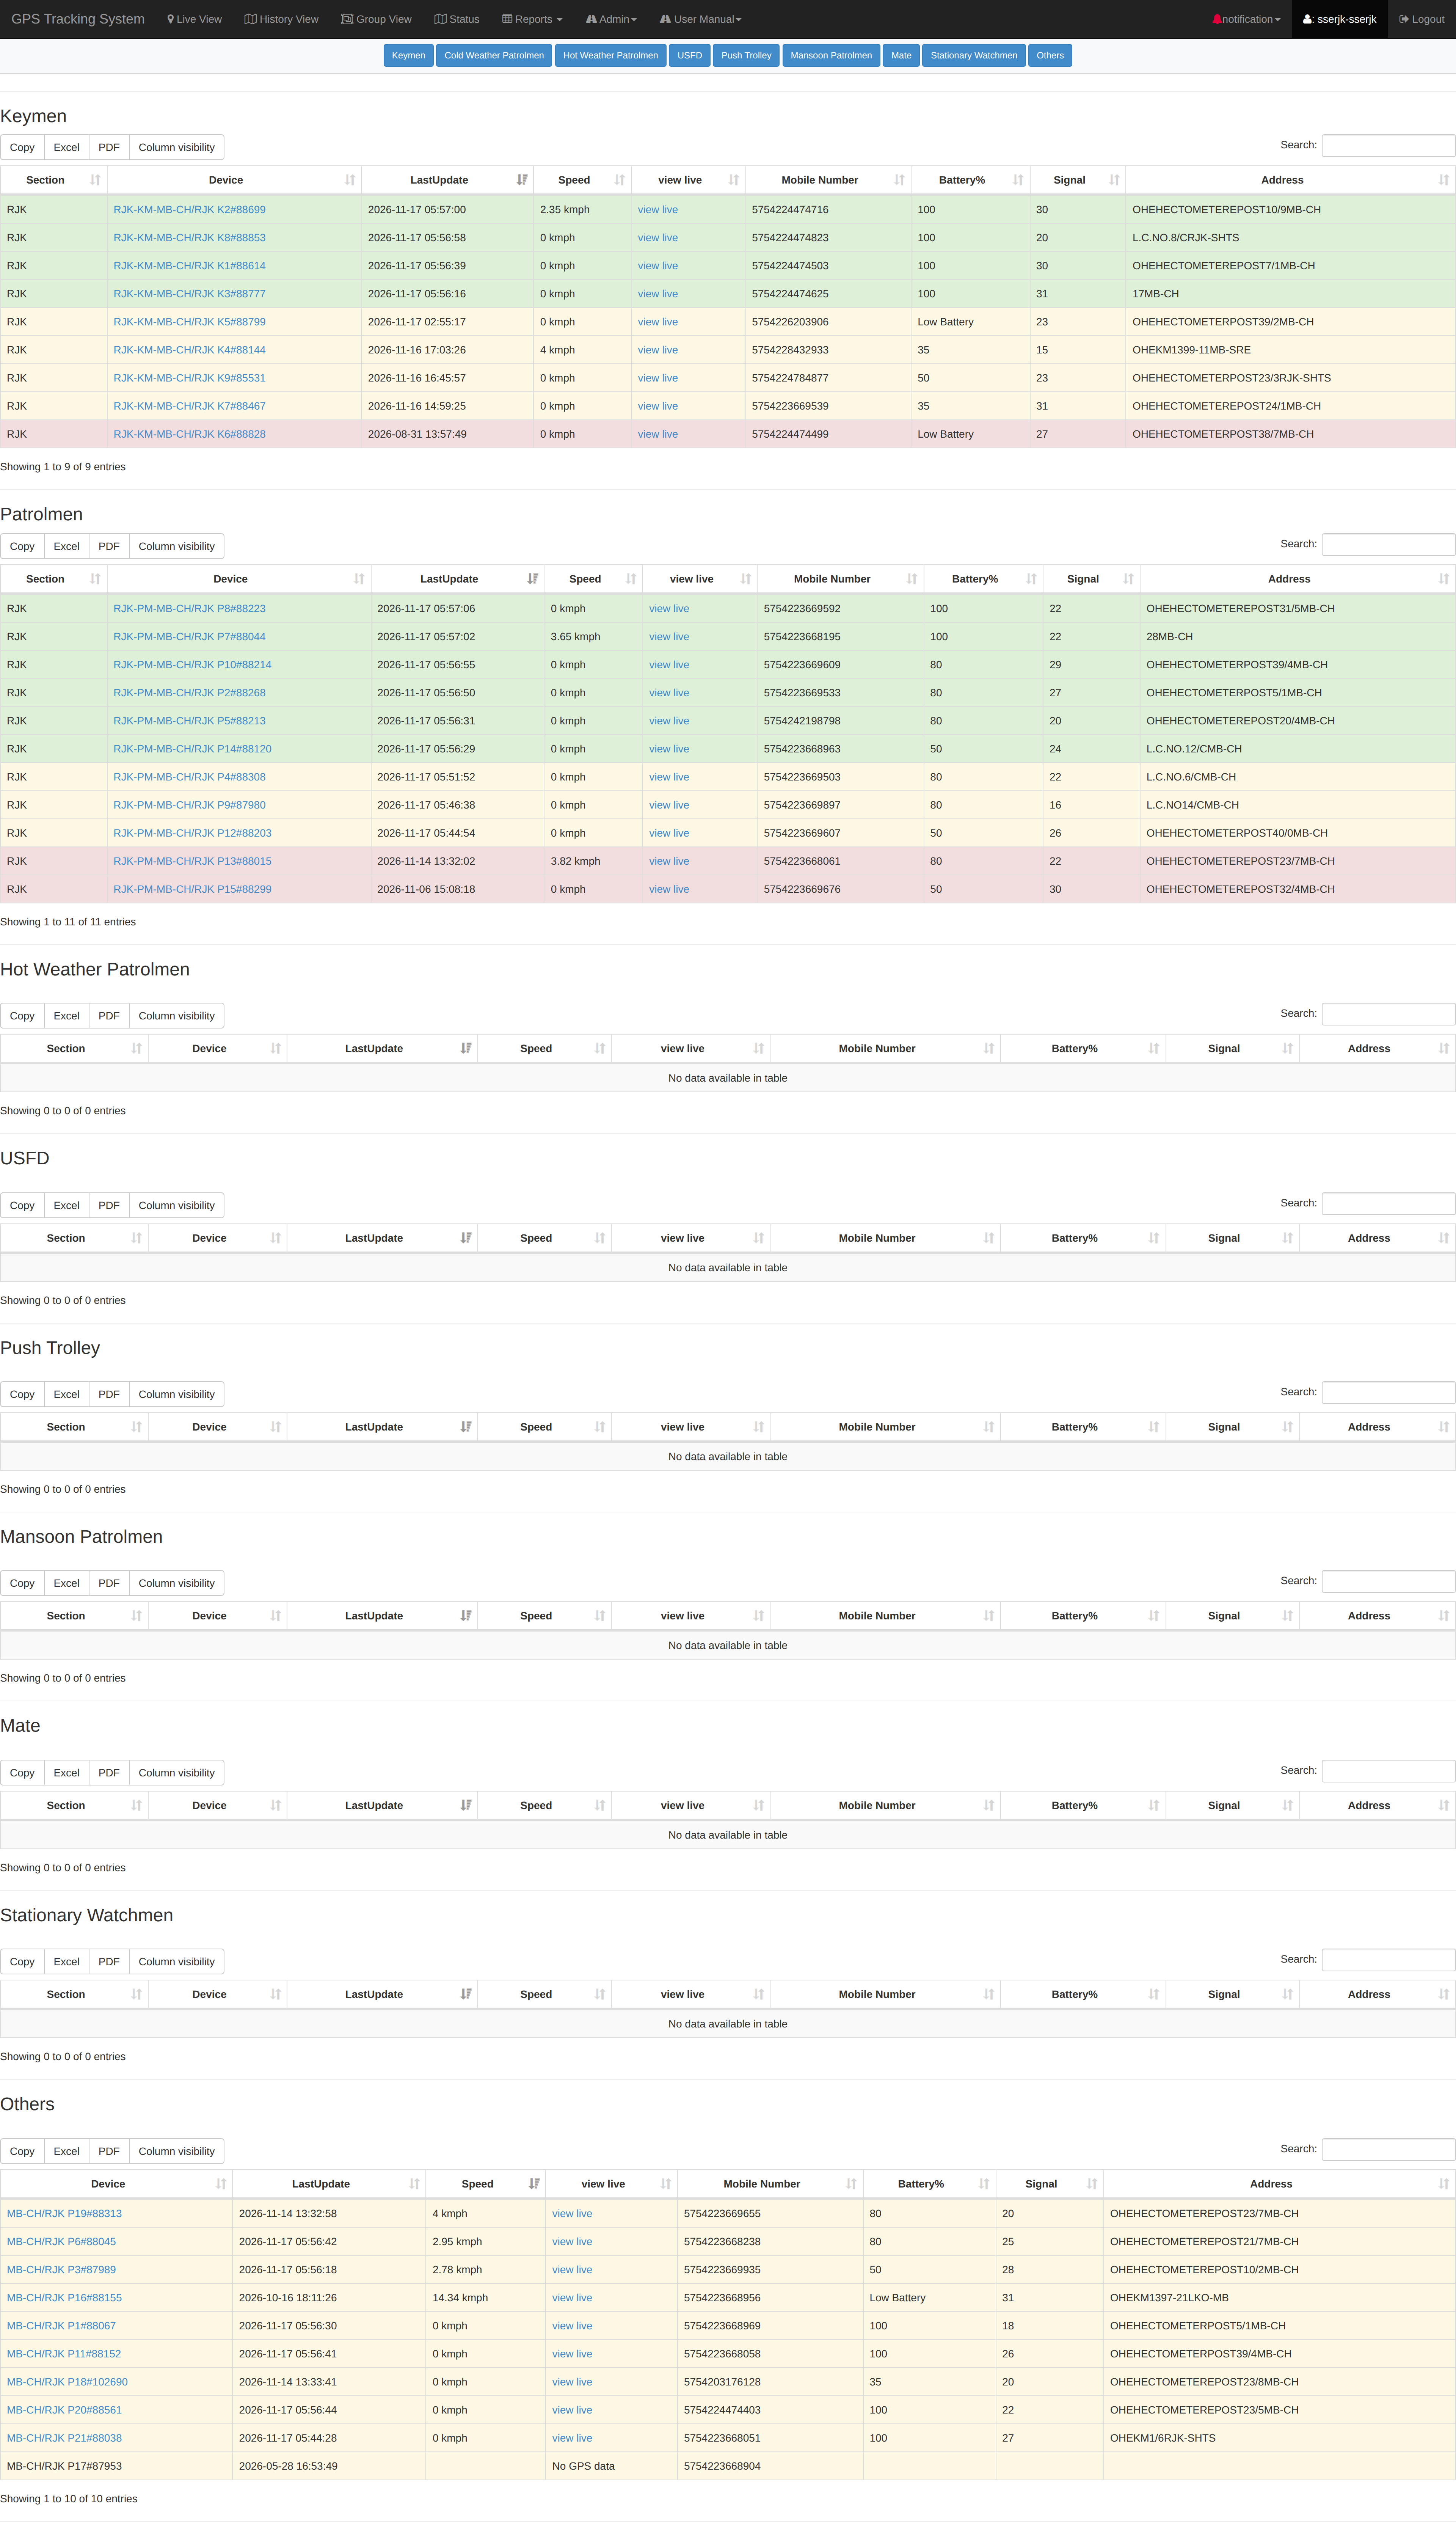 GPS Tracking System Live View History View Group View Status Reports Admin User Manual notification : sserjk-sserjk Logout
Keymen Cold Weather Patrolmen Hot Weather Patrolmen USFD Push Trolley Mansoon Patrolmen Mate Stationary Watchmen Others
Keymen
Copy Excel PDF Column visibility Search:
Section Device LastUpdate Speed view live Mobile Number Battery% Signal Address
RJK RJK-KM-MB-CH/RJK K2#88699 2026-11-17 05:57:00 2.35 kmph view live 5754224474716 100 30 OHEHECTOMETEREPOST10/9MB-CH
RJK RJK-KM-MB-CH/RJK K8#88853 2026-11-17 05:56:58 0 kmph view live 5754224474823 100 20 L.C.NO.8/CRJK-SHTS
RJK RJK-KM-MB-CH/RJK K1#88614 2026-11-17 05:56:39 0 kmph view live 5754224474503 100 30 OHEHECTOMETEREPOST7/1MB-CH
RJK RJK-KM-MB-CH/RJK K3#88777 2026-11-17 05:56:16 0 kmph view live 5754224474625 100 31 17MB-CH
RJK RJK-KM-MB-CH/RJK K5#88799 2026-11-17 02:55:17 0 kmph view live 5754226203906 Low Battery 23 OHEHECTOMETERPOST39/2MB-CH
RJK RJK-KM-MB-CH/RJK K4#88144 2026-11-16 17:03:26 4 kmph view live 5754228432933 35 15 OHEKM1399-11MB-SRE
RJK RJK-KM-MB-CH/RJK K9#85531 2026-11-16 16:45:57 0 kmph view live 5754224784877 50 23 OHEHECTOMETEREPOST23/3RJK-SHTS
RJK RJK-KM-MB-CH/RJK K7#88467 2026-11-16 14:59:25 0 kmph view live 5754223669539 35 31 OHEHECTOMETEREPOST24/1MB-CH
RJK RJK-KM-MB-CH/RJK K6#88828 2026-08-31 13:57:49 0 kmph view live 5754224474499 Low Battery 27 OHEHECTOMETERPOST38/7MB-CH
Showing 1 to 9 of 9 entries
Patrolmen
Copy Excel PDF Column visibility Search:
Section Device LastUpdate Speed view live Mobile Number Battery% Signal Address
RJK RJK-PM-MB-CH/RJK P8#88223 2026-11-17 05:57:06 0 kmph view live 5754223669592 100 22 OHEHECTOMETEREPOST31/5MB-CH
RJK RJK-PM-MB-CH/RJK P7#88044 2026-11-17 05:57:02 3.65 kmph view live 5754223668195 100 22 28MB-CH
RJK RJK-PM-MB-CH/RJK P10#88214 2026-11-17 05:56:55 0 kmph view live 5754223669609 80 29 OHEHECTOMETERPOST39/4MB-CH
RJK RJK-PM-MB-CH/RJK P2#88268 2026-11-17 05:56:50 0 kmph view live 5754223669533 80 27 OHEHECTOMETERPOST5/1MB-CH
RJK RJK-PM-MB-CH/RJK P5#88213 2026-11-17 05:56:31 0 kmph view live 5754242198798 80 20 OHEHECTOMETEREPOST20/4MB-CH
RJK RJK-PM-MB-CH/RJK P14#88120 2026-11-17 05:56:29 0 kmph view live 5754223668963 50 24 L.C.NO.12/CMB-CH
RJK RJK-PM-MB-CH/RJK P4#88308 2026-11-17 05:51:52 0 kmph view live 5754223669503 80 22 L.C.NO.6/CMB-CH
RJK RJK-PM-MB-CH/RJK P9#87980 2026-11-17 05:46:38 0 kmph view live 5754223669897 80 16 L.C.NO14/CMB-CH
RJK RJK-PM-MB-CH/RJK P12#88203 2026-11-17 05:44:54 0 kmph view live 5754223669607 50 26 OHEHECTOMETERPOST40/0MB-CH
RJK RJK-PM-MB-CH/RJK P13#88015 2026-11-14 13:32:02 3.82 kmph view live 5754223668061 80 22 OHEHECTOMETEREPOST23/7MB-CH
RJK RJK-PM-MB-CH/RJK P15#88299 2026-11-06 15:08:18 0 kmph view live 5754223669676 50 30 OHEHECTOMETEREPOST32/4MB-CH
Showing 1 to 11 of 11 entries
Hot Weather Patrolmen
Copy Excel PDF Column visibility Search:
Section Device LastUpdate Speed view live Mobile Number Battery% Signal Address
No data available in table
Showing 0 to 0 of 0 entries
USFD
Copy Excel PDF Column visibility Search:
Section Device LastUpdate Speed view live Mobile Number Battery% Signal Address
No data available in table
Showing 0 to 0 of 0 entries
Push Trolley
Copy Excel PDF Column visibility Search:
Section Device LastUpdate Speed view live Mobile Number Battery% Signal Address
No data available in table
Showing 0 to 0 of 0 entries
Mansoon Patrolmen
Copy Excel PDF Column visibility Search:
Section Device LastUpdate Speed view live Mobile Number Battery% Signal Address
No data available in table
Showing 0 to 0 of 0 entries
Mate
Copy Excel PDF Column visibility Search:
Section Device LastUpdate Speed view live Mobile Number Battery% Signal Address
No data available in table
Showing 0 to 0 of 0 entries
Stationary Watchmen
Copy Excel PDF Column visibility Search:
Section Device LastUpdate Speed view live Mobile Number Battery% Signal Address
No data available in table
Showing 0 to 0 of 0 entries
Others
Copy Excel PDF Column visibility Search:
Device LastUpdate Speed view live Mobile Number Battery% Signal Address
MB-CH/RJK P19#88313 2026-11-14 13:32:58 4 kmph view live 5754223669655 80 20 OHEHECTOMETEREPOST23/7MB-CH
MB-CH/RJK P6#88045 2026-11-17 05:56:42 2.95 kmph view live 5754223668238 80 25 OHEHECTOMETEREPOST21/7MB-CH
MB-CH/RJK P3#87989 2026-11-17 05:56:18 2.78 kmph view live 5754223669935 50 28 OHEHECTOMETEREPOST10/2MB-CH
MB-CH/RJK P16#88155 2026-10-16 18:11:26 14.34 kmph view live 5754223668956 Low Battery 31 OHEKM1397-21LKO-MB
MB-CH/RJK P1#88067 2026-11-17 05:56:30 0 kmph view live 5754223668969 100 18 OHEHECTOMETERPOST5/1MB-CH
MB-CH/RJK P11#88152 2026-11-17 05:56:41 0 kmph view live 5754223668058 100 26 OHEHECTOMETERPOST39/4MB-CH
MB-CH/RJK P18#102690 2026-11-14 13:33:41 0 kmph view live 5754203176128 35 20 OHEHECTOMETEREPOST23/8MB-CH
MB-CH/RJK P20#88561 2026-11-17 05:56:44 0 kmph view live 5754224474403 100 22 OHEHECTOMETEREPOST23/5MB-CH
MB-CH/RJK P21#88038 2026-11-17 05:44:28 0 kmph view live 5754223668051 100 27 OHEKM1/6RJK-SHTS
MB-CH/RJK P17#87953 2026-05-28 16:53:49 No GPS data 5754223668904
Showing 1 to 10 of 10 entries